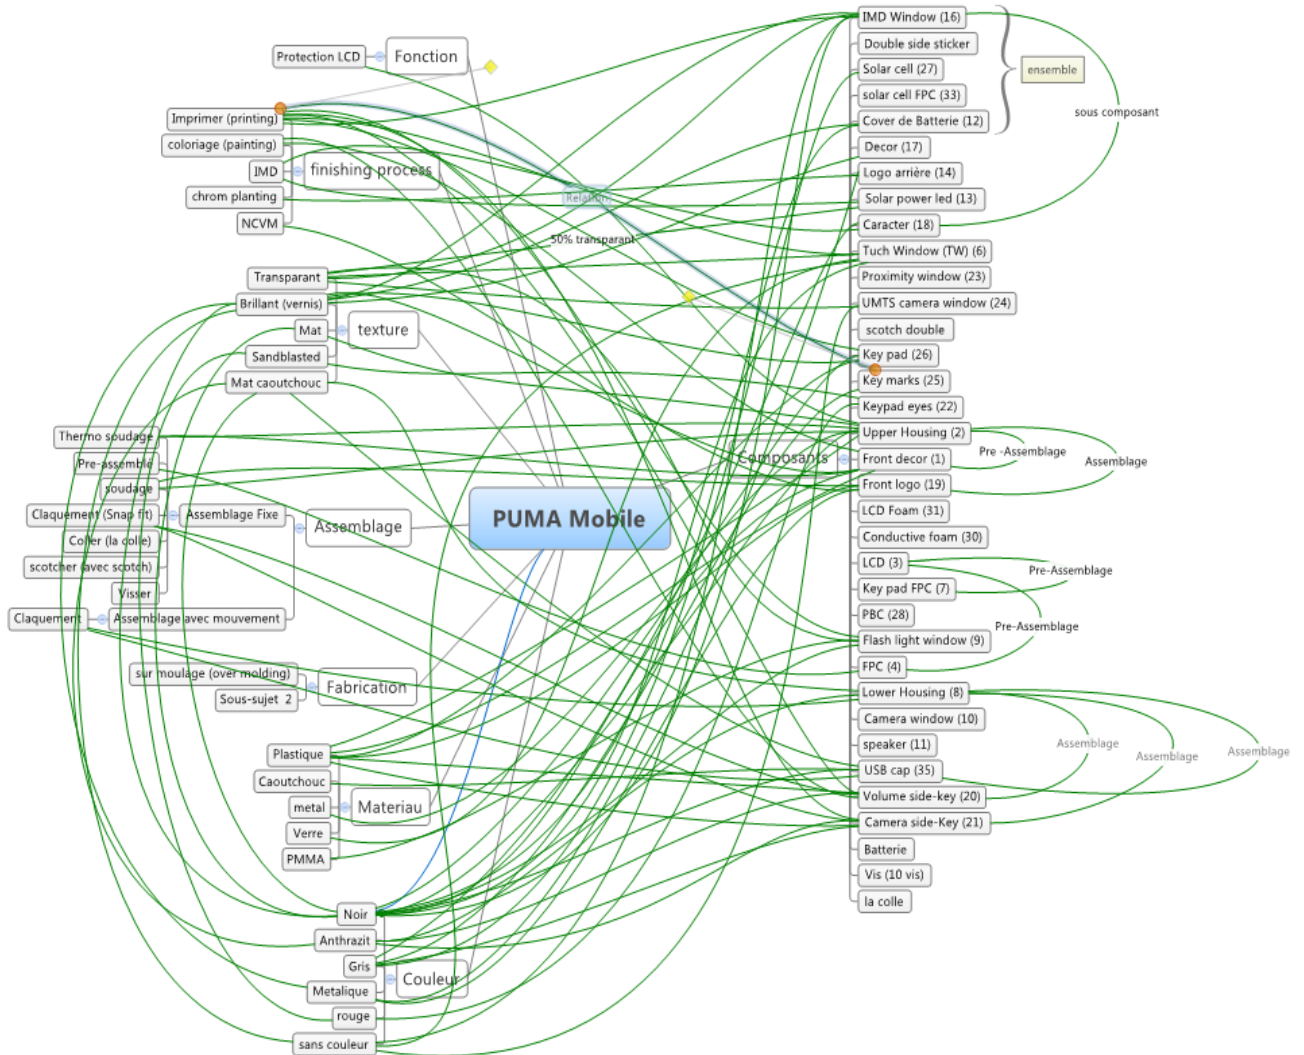 Protection LCD
Fonction
Imprimer (printing)
coloriage (painting)
IMD
finishing process
chrom planting
NCVM
Relation
50% transparant
Transparant
Brillant (vernis)
Mat
texture
Sandblasted
Mat caoutchouc
Thermo soudage
Pre-assemblé
soudage
Claquement (Snap fit)
Assemblage Fixe
Coller (la colle)
scotcher (avec scotch)
Visser
Claquement
Assemblage avec mouvement
Assemblage
PUMA Mobile
sur moulage (over molding)
Sous-sujet 2
Fabrication
Plastique
Caoutchouc
metal
Materiau
Verre
PMMA
Noir
Anthrazit
Gris
Couleur
Metalique
rouge
sans couleur
Composants
IMD Window (16)
Double side sticker
Solar cell (27)
solar cell FPC (33)
Cover de Batterie (12)
Decor (17)
Logo arrière (14)
Solar power led (13)
Caracter (18)
Tuch Window (TW) (6)
Proximity window (23)
UMTS camera window (24)
scotch double
Key pad (26)
Key marks (25)
Keypad eyes (22)
Upper Housing (2)
Front decor (1)
Front logo (19)
LCD Foam (31)
Conductive foam (30)
LCD (3)
Key pad FPC (7)
PBC (28)
Flash light window (9)
FPC (4)
Lower Housing (8)
Camera window (10)
speaker (11)
USB cap (35)
Volume side-key (20)
Camera side-Key (21)
Batterie
Vis (10 vis)
la colle
ensemble
sous composant
Pre -Assemblage
Assemblage
Pre-Assemblage
Pre-Assemblage
Assemblage
Assemblage
Assemblage